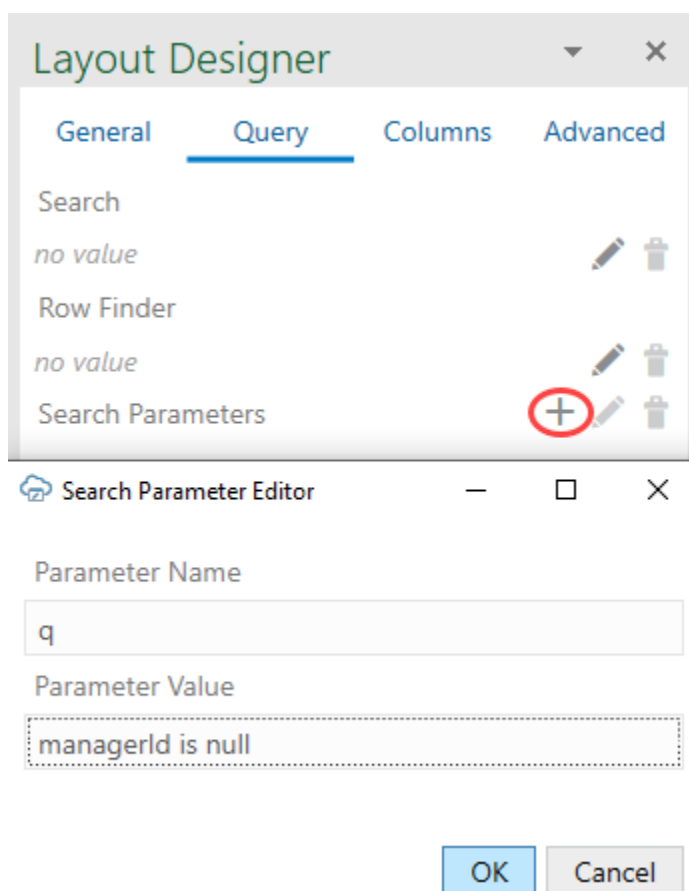 Layout Designer
General Query Columns Advanced
Search
no value
Row Finder
no value
Search Parameters
Search Parameter Editor
Parameter Name
q
Parameter Value
managerId is null
OK Cancel